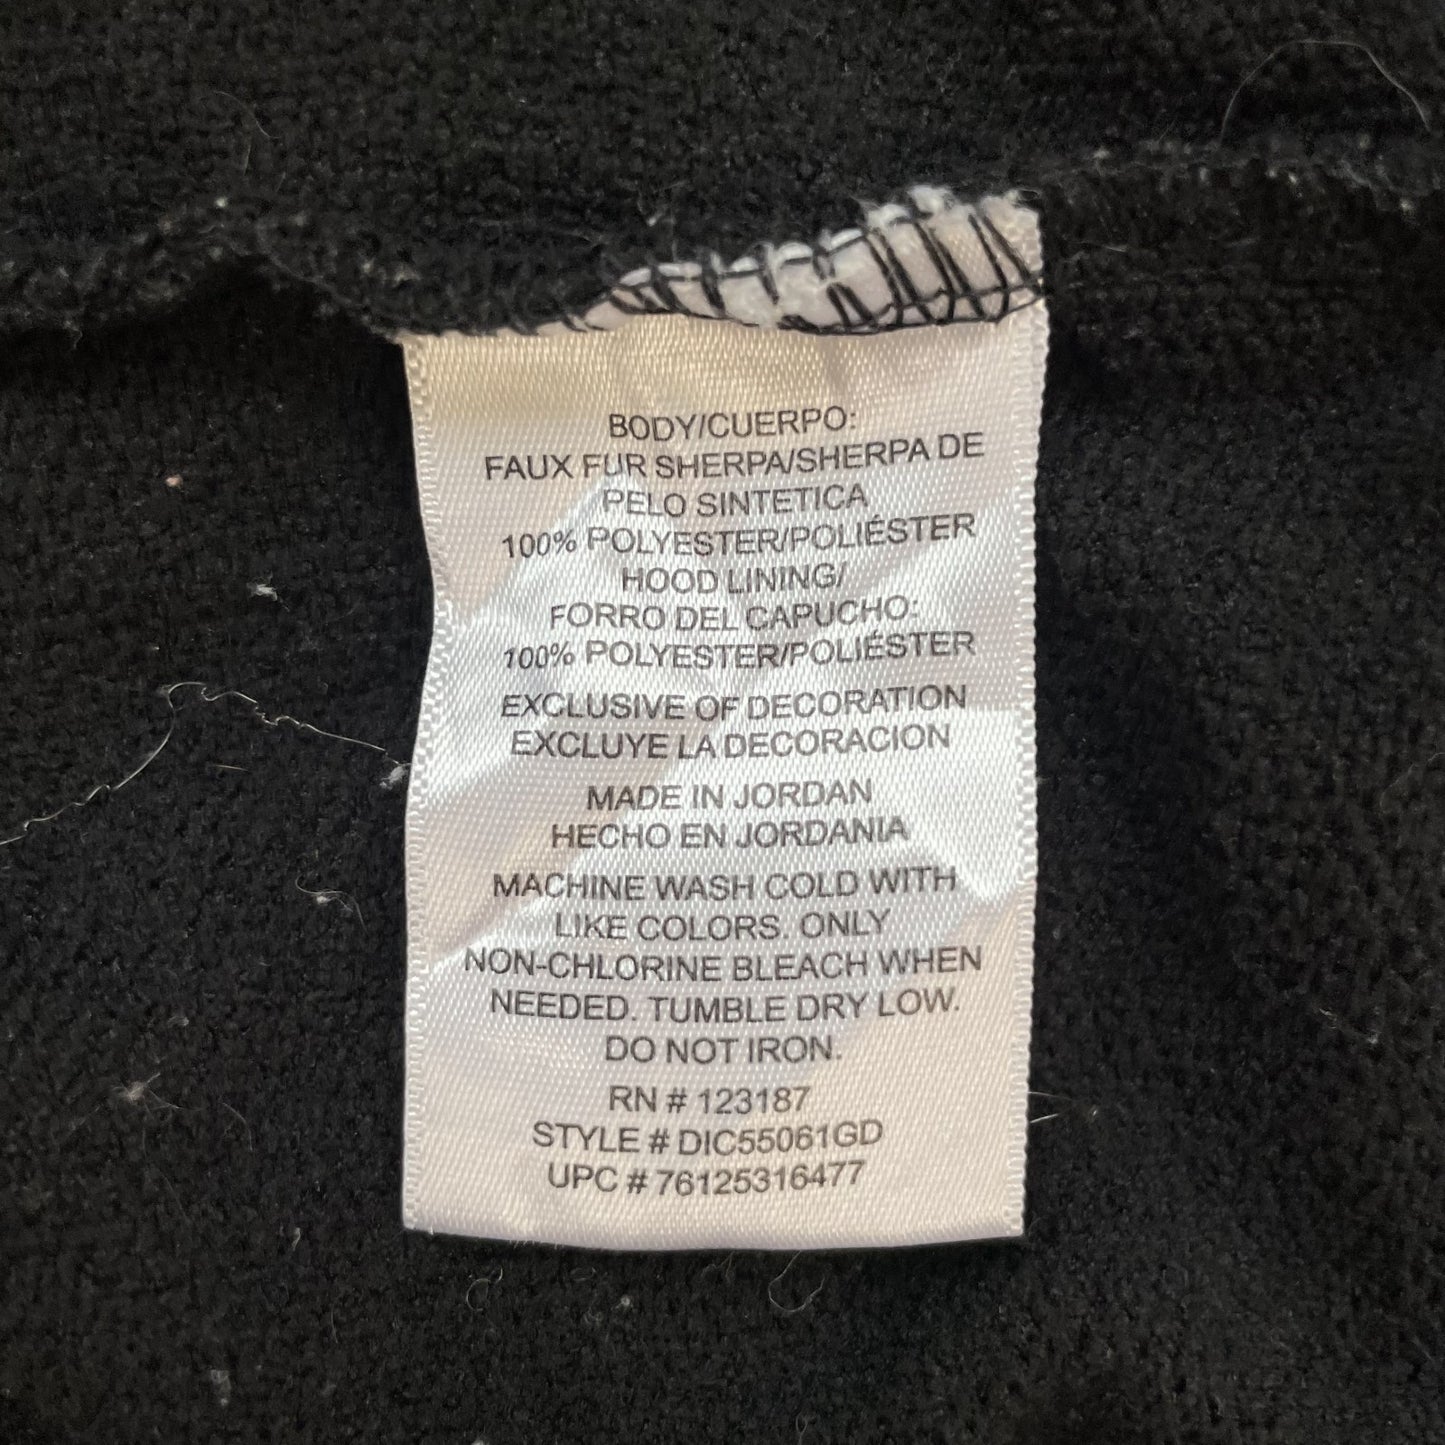 BODY/CUERPO:
FAUX FUR SHERPA/SHERPA DE
PELO SINTETICA
100% POLYESTER/POLIÉSTER
HOOD LINING/
FORRO DEL CAPUCHO:
100% POLYESTER/POLIÉSTER
EXCLUSIVE OF DECORATION
EXCLUYE LA DECORACION
MADE IN JORDAN
HECHO EN JORDANIA
MACHINE WASH COLD WITH
LIKE COLORS. ONLY
NON-CHLORINE BLEACH WHEN
NEEDED. TUMBLE DRY LOW.
DO NOT IRON.
RN # 123187
STYLE # DIC55061GD
UPC # 76125316477